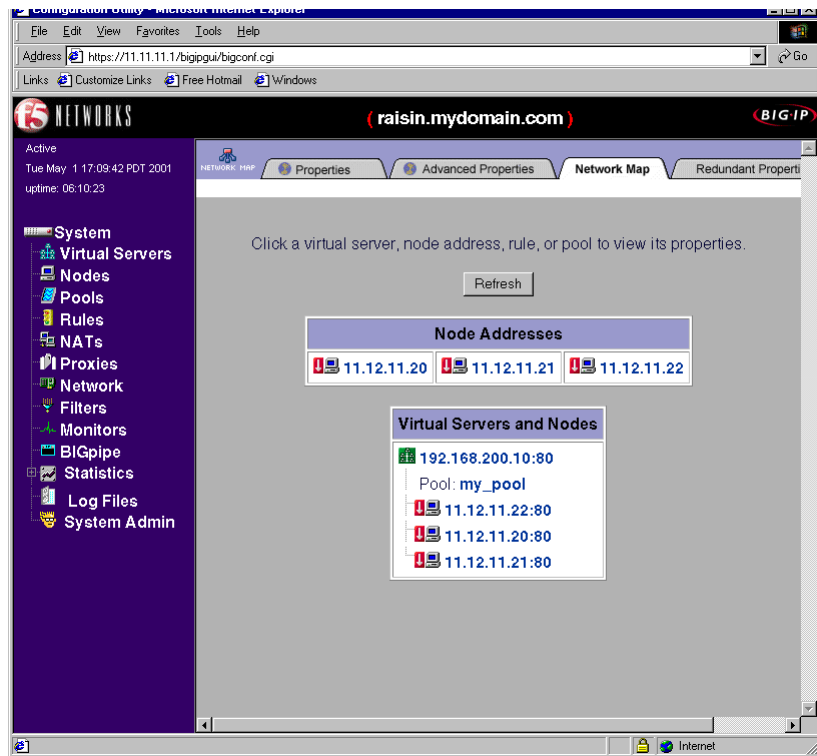 Configuration Utility - Microsoft Internet Explorer
File Edit View Favorites Tools Help
Address https://11.11.11.1/bigipgui/bigconf.cgi Go
Links Customize Links Free Hotmail Windows
f5 NETWORKS ( raisin.mydomain.com ) BIG·IP
Active
Tue May 1 17:09:42 PDT 2001
uptime: 06:10:23
NETWORK MAP Properties Advanced Properties Network Map Redundant Properti
System
Virtual Servers
Nodes
Pools
Rules
NATs
Proxies
Network
Filters
Monitors
BIGpipe
Statistics
Log Files
System Admin
Click a virtual server, node address, rule, or pool to view its properties.
Refresh
Node Addresses
11.12.11.20 11.12.11.21 11.12.11.22
Virtual Servers and Nodes
192.168.200.10:80
Pool: my_pool
11.12.11.22:80
11.12.11.20:80
11.12.11.21:80
Internet